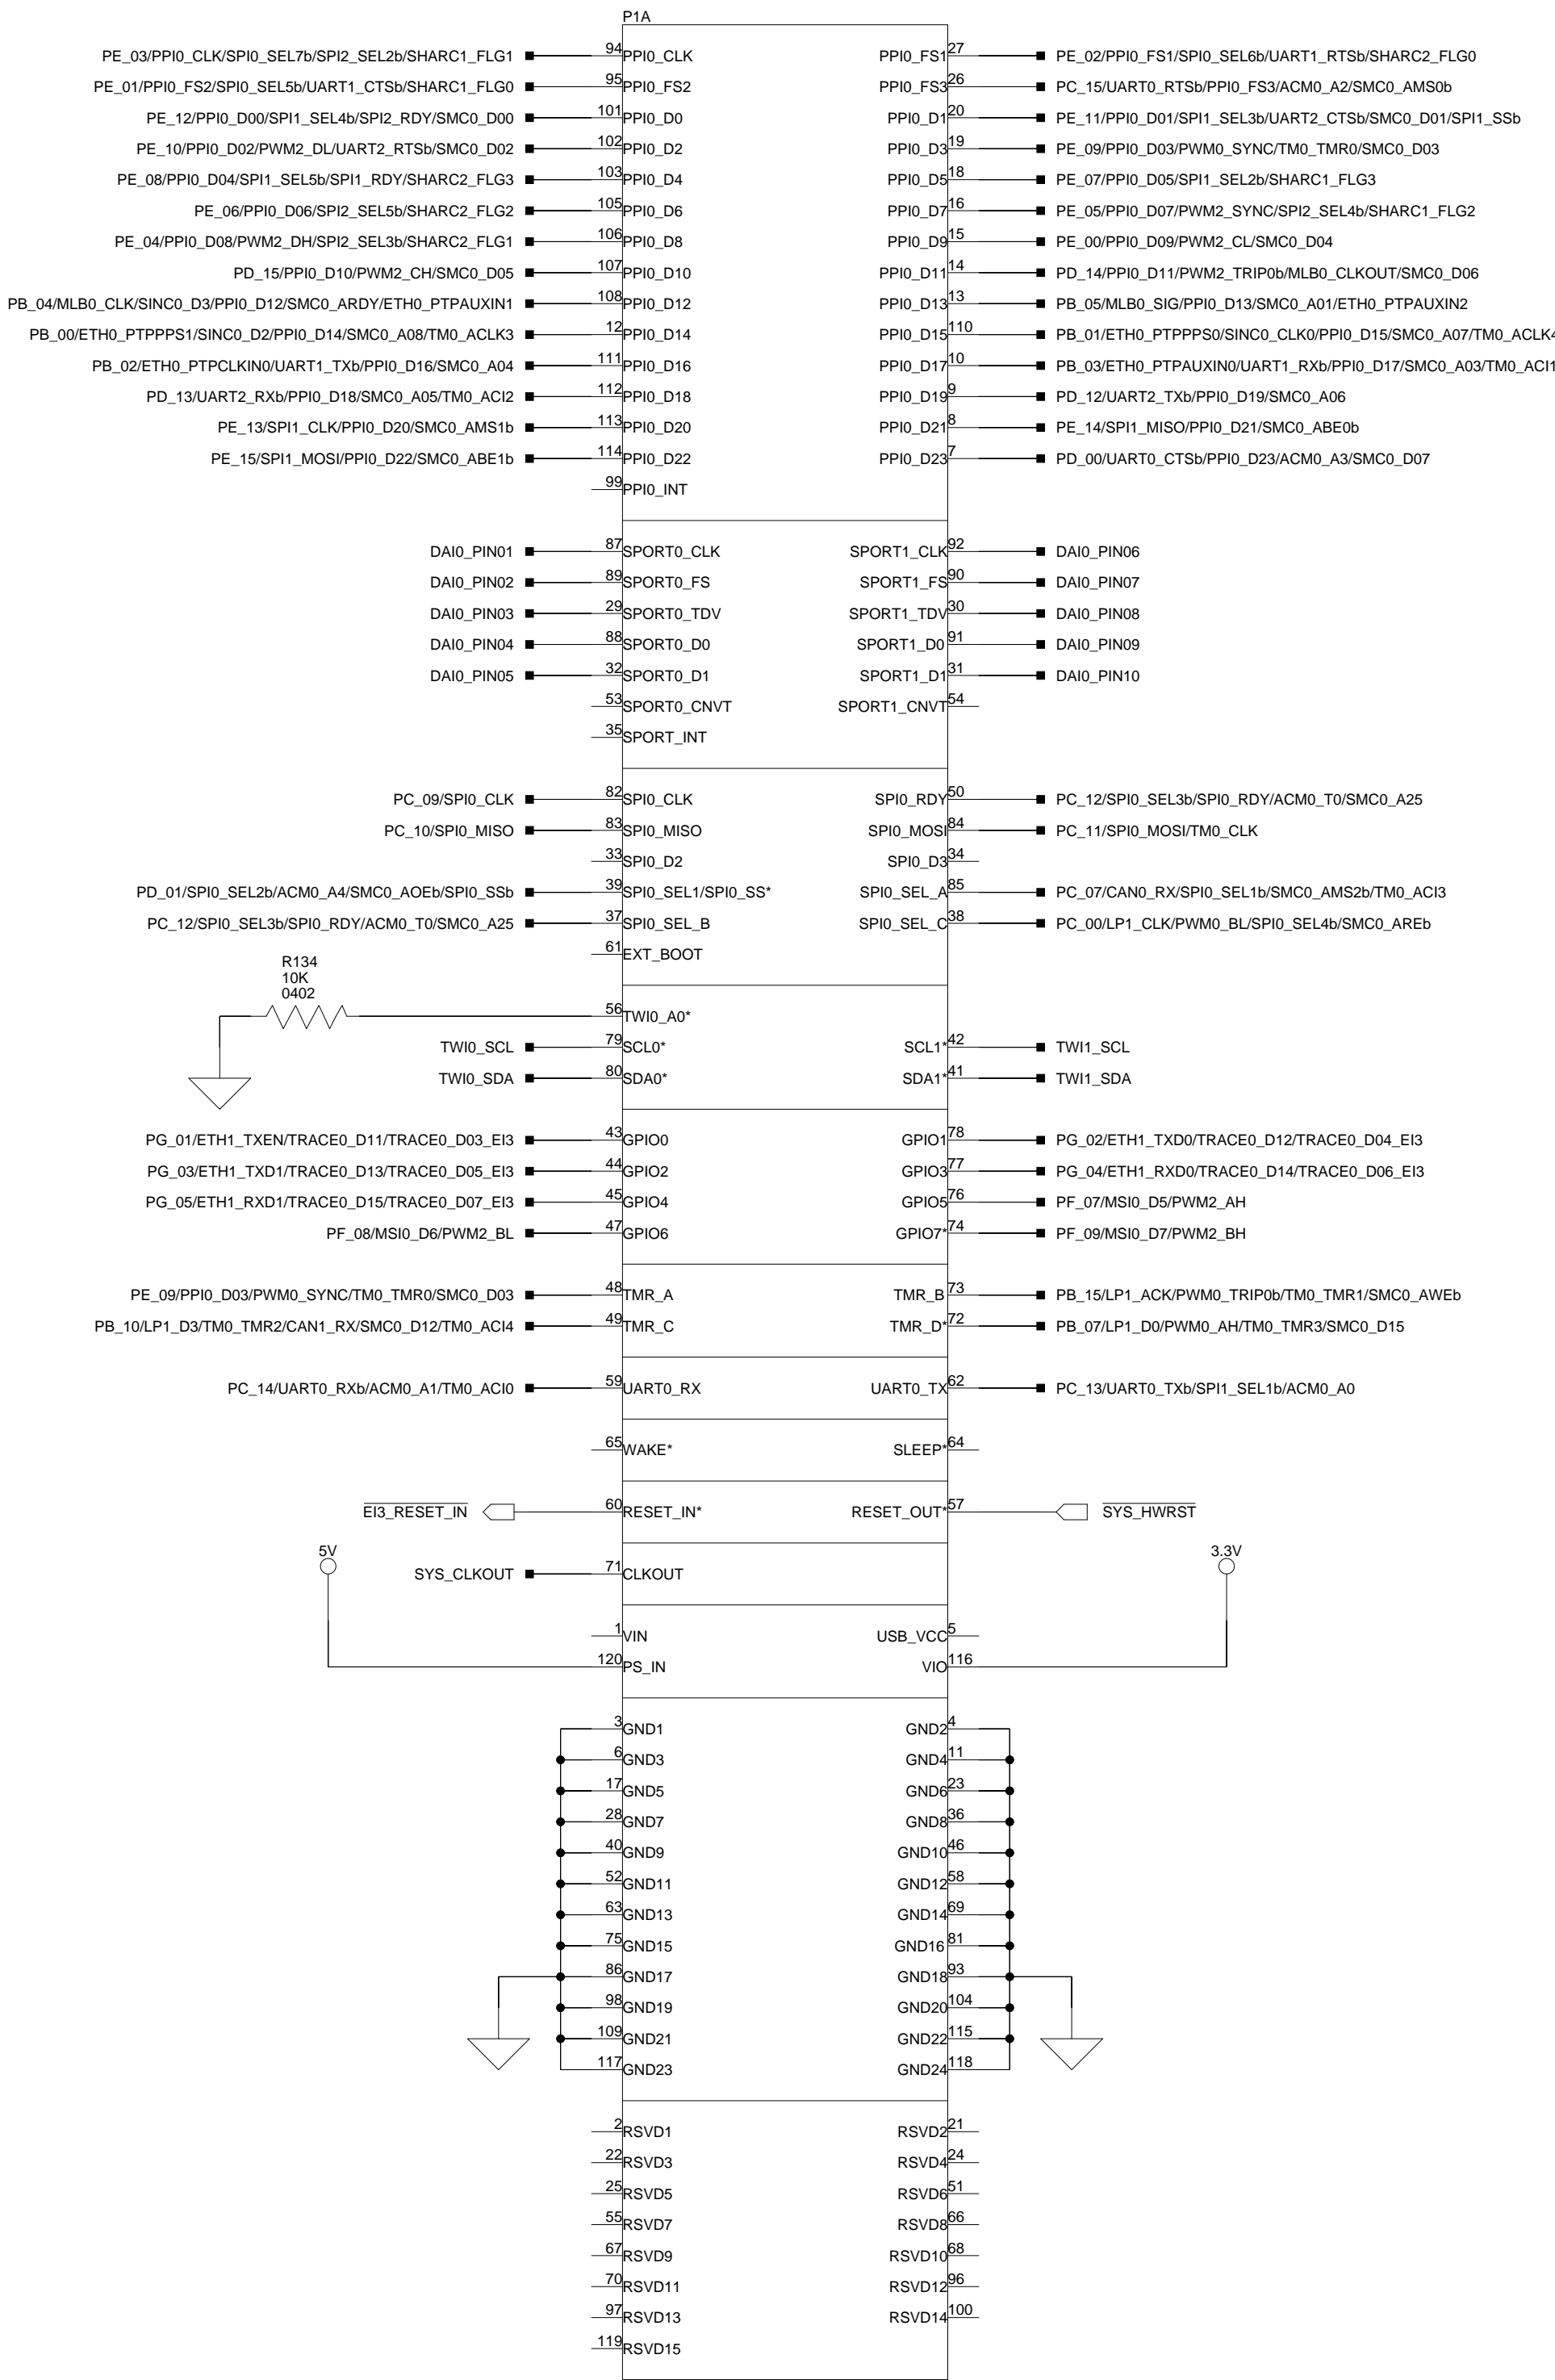 P1A
PE_03/PPI0_CLK/SPI0_SEL7b/SPI2_SEL2b/SHARC1_FLG1 94 PPI0_CLK PPI0_FS1 27 PE_02/PPI0_FS1/SPI0_SEL6b/UART1_RTSb/SHARC2_FLG0
PE_01/PPI0_FS2/SPI0_SEL5b/UART1_CTSb/SHARC1_FLG0 95 PPI0_FS2 PPI0_FS3 26 PC_15/UART0_RTSb/PPI0_FS3/ACM0_A2/SMC0_AMS0b
PE_12/PPI0_D00/SPI1_SEL4b/SPI2_RDY/SMC0_D00 101 PPI0_D0 PPI0_D1 20 PE_11/PPI0_D01/SPI1_SEL3b/UART2_CTSb/SMC0_D01/SPI1_SSb
PE_10/PPI0_D02/PWM2_DL/UART2_RTSb/SMC0_D02 102 PPI0_D2 PPI0_D3 19 PE_09/PPI0_D03/PWM0_SYNC/TM0_TMR0/SMC0_D03
PE_08/PPI0_D04/SPI1_SEL5b/SPI1_RDY/SHARC2_FLG3 103 PPI0_D4 PPI0_D5 18 PE_07/PPI0_D05/SPI1_SEL2b/SHARC1_FLG3
PE_06/PPI0_D06/SPI2_SEL5b/SHARC2_FLG2 105 PPI0_D6 PPI0_D7 16 PE_05/PPI0_D07/PWM2_SYNC/SPI2_SEL4b/SHARC1_FLG2
PE_04/PPI0_D08/PWM2_DH/SPI2_SEL3b/SHARC2_FLG1 106 PPI0_D8 PPI0_D9 15 PE_00/PPI0_D09/PWM2_CL/SMC0_D04
PD_15/PPI0_D10/PWM2_CH/SMC0_D05 107 PPI0_D10 PPI0_D11 14 PD_14/PPI0_D11/PWM2_TRIP0b/MLB0_CLKOUT/SMC0_D06
PB_04/MLB0_CLK/SINC0_D3/PPI0_D12/SMC0_ARDY/ETH0_PTPAUXIN1 108 PPI0_D12 PPI0_D13 13 PB_05/MLB0_SIG/PPI0_D13/SMC0_A01/ETH0_PTPAUXIN2
PB_00/ETH0_PTPPPS1/SINC0_D2/PPI0_D14/SMC0_A08/TM0_ACLK3 12 PPI0_D14 PPI0_D15 110 PB_01/ETH0_PTPPPS0/SINC0_CLK0/PPI0_D15/SMC0_A07/TM0_ACLK4
PB_02/ETH0_PTPCLKIN0/UART1_TXb/PPI0_D16/SMC0_A04 111 PPI0_D16 PPI0_D17 10 PB_03/ETH0_PTPAUXIN0/UART1_RXb/PPI0_D17/SMC0_A03/TM0_ACI1
PD_13/UART2_RXb/PPI0_D18/SMC0_A05/TM0_ACI2 112 PPI0_D18 PPI0_D19 9 PD_12/UART2_TXb/PPI0_D19/SMC0_A06
PE_13/SPI1_CLK/PPI0_D20/SMC0_AMS1b 113 PPI0_D20 PPI0_D21 8 PE_14/SPI1_MISO/PPI0_D21/SMC0_ABE0b
PE_15/SPI1_MOSI/PPI0_D22/SMC0_ABE1b 114 PPI0_D22 PPI0_D23 7 PD_00/UART0_CTSb/PPI0_D23/ACM0_A3/SMC0_D07
99 PPI0_INT
DAI0_PIN01 87 SPORT0_CLK SPORT1_CLK 92 DAI0_PIN06
DAI0_PIN02 89 SPORT0_FS SPORT1_FS 90 DAI0_PIN07
DAI0_PIN03 29 SPORT0_TDV SPORT1_TDV 30 DAI0_PIN08
DAI0_PIN04 88 SPORT0_D0 SPORT1_D0 91 DAI0_PIN09
DAI0_PIN05 32 SPORT0_D1 SPORT1_D1 31 DAI0_PIN10
53 SPORT0_CNVT SPORT1_CNVT 54
35 SPORT_INT
PC_09/SPI0_CLK 82 SPI0_CLK SPI0_RDY 50 PC_12/SPI0_SEL3b/SPI0_RDY/ACM0_T0/SMC0_A25
PC_10/SPI0_MISO 83 SPI0_MISO SPI0_MOSI 84 PC_11/SPI0_MOSI/TM0_CLK
33 SPI0_D2 SPI0_D3 34
PD_01/SPI0_SEL2b/ACM0_A4/SMC0_AOEb/SPI0_SSb 39 SPI0_SEL1/SPI0_SS* SPI0_SEL_A 85 PC_07/CAN0_RX/SPI0_SEL1b/SMC0_AMS2b/TM0_ACI3
PC_12/SPI0_SEL3b/SPI0_RDY/ACM0_T0/SMC0_A25 37 SPI0_SEL_B SPI0_SEL_C 38 PC_00/LP1_CLK/PWM0_BL/SPI0_SEL4b/SMC0_AREb
61 EXT_BOOT
R134
10K
0402
56 TWI0_A0*
TWI0_SCL 79 SCL0* SCL1* 42 TWI1_SCL
TWI0_SDA 80 SDA0* SDA1* 41 TWI1_SDA
PG_01/ETH1_TXEN/TRACE0_D11/TRACE0_D03_EI3 43 GPIO0 GPIO1 78 PG_02/ETH1_TXD0/TRACE0_D12/TRACE0_D04_EI3
PG_03/ETH1_TXD1/TRACE0_D13/TRACE0_D05_EI3 44 GPIO2 GPIO3 77 PG_04/ETH1_RXD0/TRACE0_D14/TRACE0_D06_EI3
PG_05/ETH1_RXD1/TRACE0_D15/TRACE0_D07_EI3 45 GPIO4 GPIO5 76 PF_07/MSI0_D5/PWM2_AH
PF_08/MSI0_D6/PWM2_BL 47 GPIO6 GPIO7* 74 PF_09/MSI0_D7/PWM2_BH
PE_09/PPI0_D03/PWM0_SYNC/TM0_TMR0/SMC0_D03 48 TMR_A TMR_B 73 PB_15/LP1_ACK/PWM0_TRIP0b/TM0_TMR1/SMC0_AWEb
PB_10/LP1_D3/TM0_TMR2/CAN1_RX/SMC0_D12/TM0_ACI4 49 TMR_C TMR_D* 72 PB_07/LP1_D0/PWM0_AH/TM0_TMR3/SMC0_D15
PC_14/UART0_RXb/ACM0_A1/TM0_ACI0 59 UART0_RX UART0_TX 62 PC_13/UART0_TXb/SPI1_SEL1b/ACM0_A0
65 WAKE* SLEEP* 64
EI3_RESET_IN 60 RESET_IN* RESET_OUT* 57 SYS_HWRST
5V 3.3V
SYS_CLKOUT 71 CLKOUT
1 VIN USB_VCC 5
120 PS_IN VIO 116
3 GND1 GND2 4
6 GND3 GND4 11
17 GND5 GND6 23
28 GND7 GND8 36
40 GND9 GND10 46
52 GND11 GND12 58
63 GND13 GND14 69
75 GND15 GND16 81
86 GND17 GND18 93
98 GND19 GND20 104
109 GND21 GND22 115
117 GND23 GND24 118
2 RSVD1 RSVD2 21
22 RSVD3 RSVD4 24
25 RSVD5 RSVD6 51
55 RSVD7 RSVD8 66
67 RSVD9 RSVD10 68
70 RSVD11 RSVD12 96
97 RSVD13 RSVD14 100
119 RSVD15